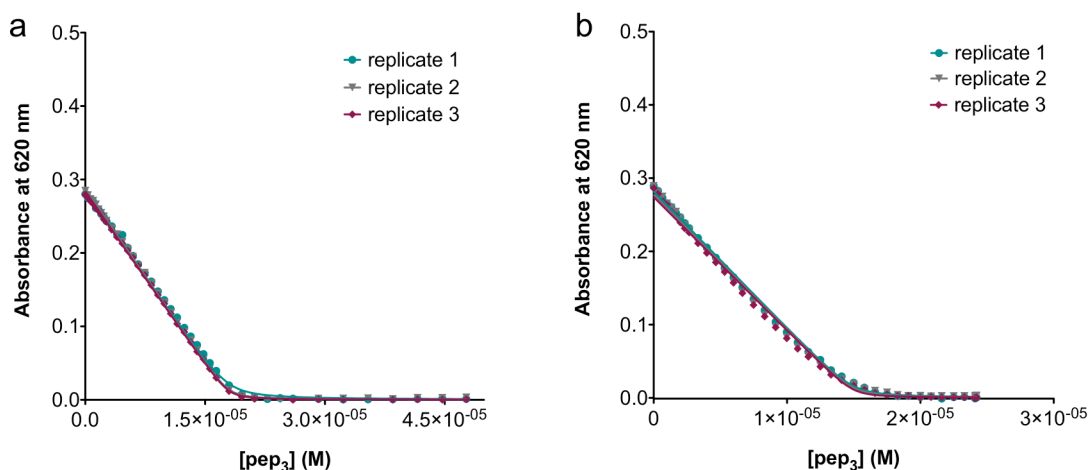 a
0.5
0.4
0.3
0.2
0.1
0.0
Absorbance at 620 nm
replicate 1
replicate 2
replicate 3
0.0
1.5×10⁻⁰⁵
3.0×10⁻⁰⁵
4.5×10⁻⁰⁵
[pep₃] (M)
b
0.5
0.4
0.3
0.2
0.1
0.0
Absorbance at 620 nm
replicate 1
replicate 2
replicate 3
0
1×10⁻⁰⁵
2×10⁻⁰⁵
3×10⁻⁰⁵
[pep₃] (M)